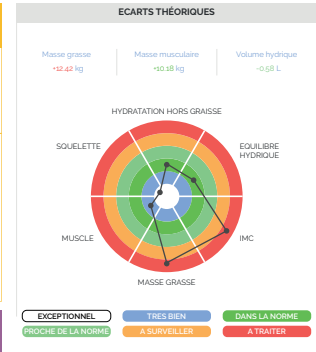 ECARTS THÉORIQUES
Masse grasse Masse musculaire Volume hydrique
+12.42 kg +10.18 kg -0.58 L
HYDRATATION HORS GRAISSE
SQUELETTE EQUILIBRE
HYDRIQUE
MUSCLE IMC
MASSE GRASSE
EXCEPTIONNEL TRES BIEN DANS LA NORME
PROCHE DE LA NORME A SURVEILLER A TRAITER